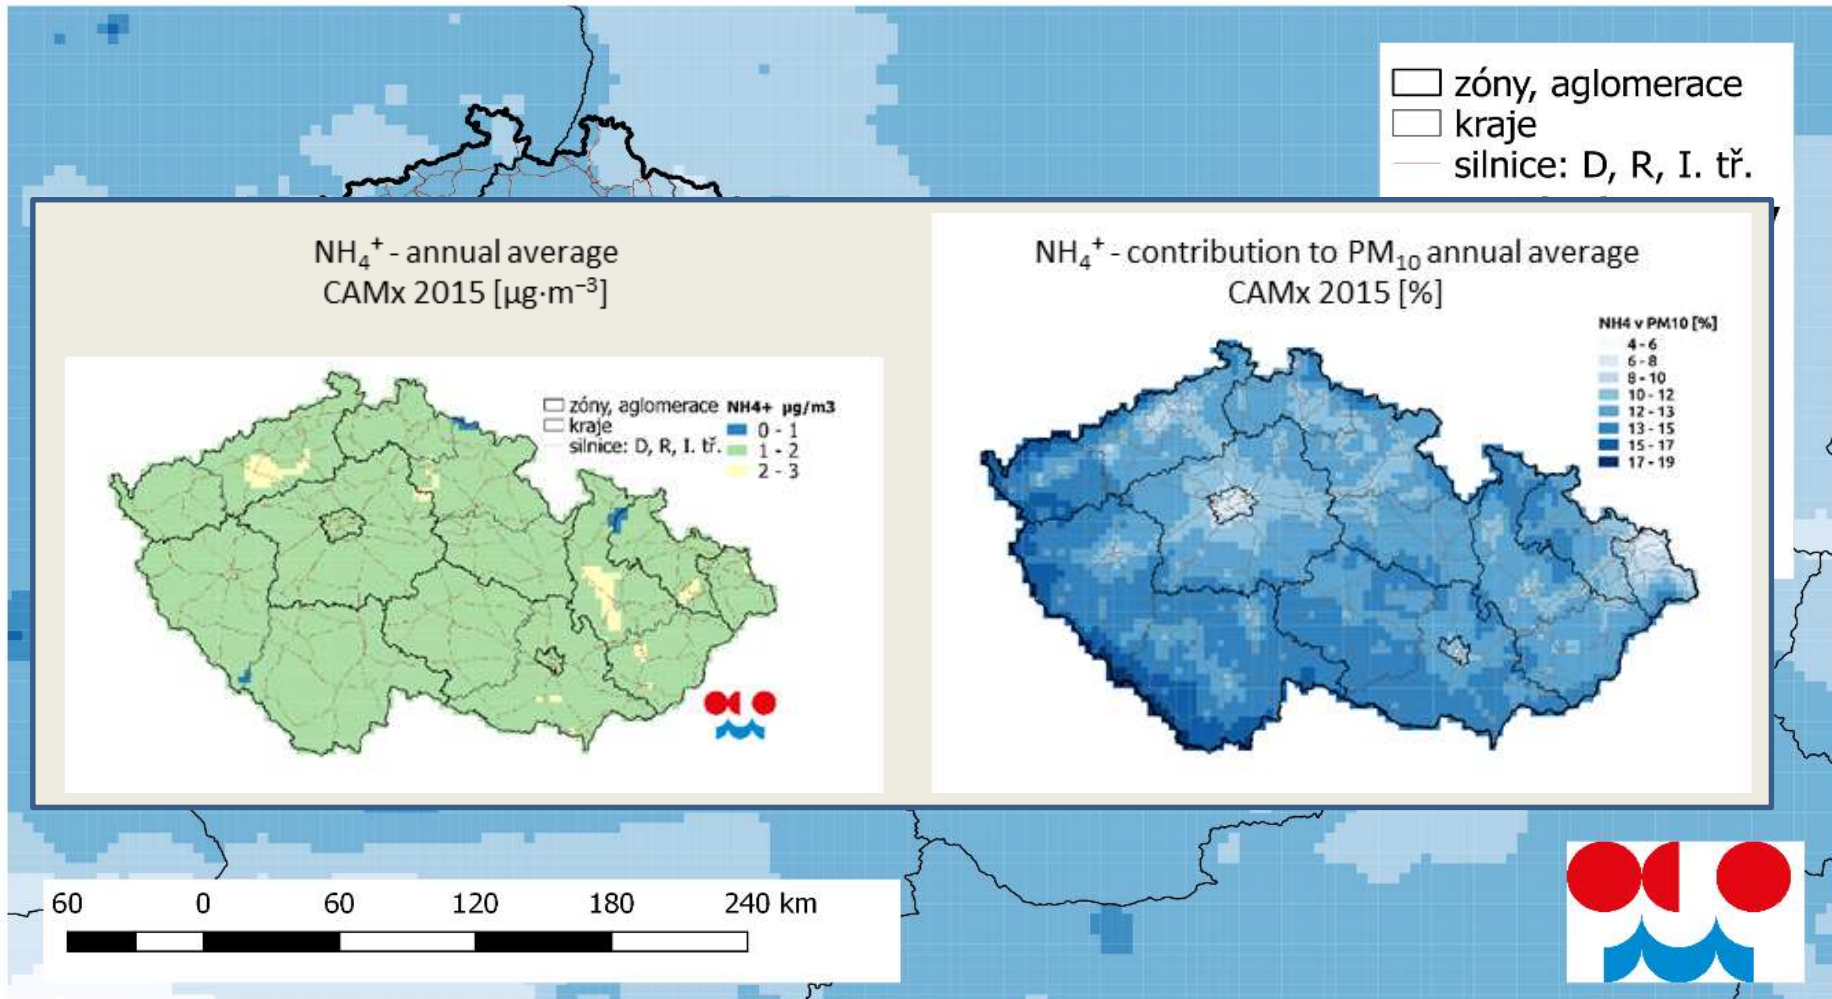 zóny, aglomerace
kraje
silnice: D, R, I. tř.
NH₄⁺ - annual average
CAMx 2015 [µg·m⁻³]
zóny, aglomerace
kraje
silnice: D, R, I. tř.
NH4+ µg/m3
0 - 1
1 - 2
2 - 3
NH₄⁺ - contribution to PM₁₀ annual average
CAMx 2015 [%]
NH4 v PM10 [%]
4 - 6
6 - 8
8 - 10
10 - 12
12 - 13
13 - 15
15 - 17
17 - 19
60 0 60 120 180 240 km